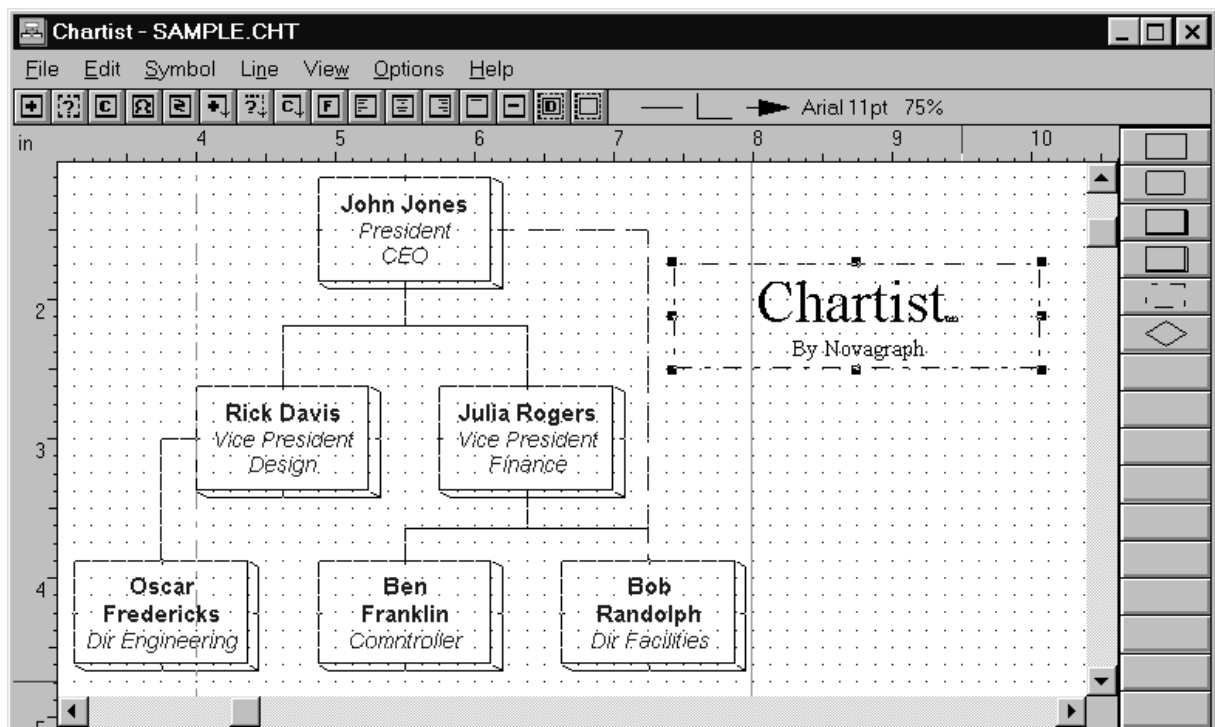 Chartist - SAMPLE.CHT
File Edit Symbol Line View Options Help
Arial 11pt 75%
in 4 5 6 7 8 9 10
John Jones
President
CEO
Chartist
By Novagraph
2
Rick Davis
Vice President
Design
Julia Rogers
Vice President
Finance
3
Oscar
Fredericks
Dir Engineering
Ben
Franklin
Comntroller
Bob
Randolph
Dir Facilities
4
5